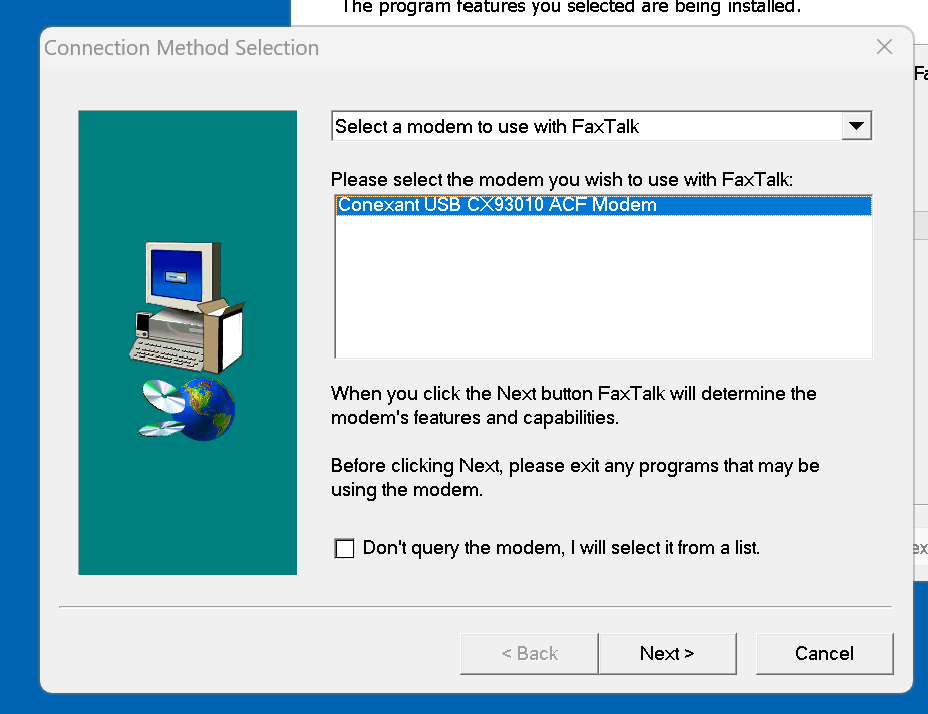 The program features you selected are being installed.
Connection Method Selection
Select a modem to use with FaxTalk
Please select the modem you wish to use with FaxTalk:
Conexant USB CX93010 ACF Modem
When you click the Next button FaxTalk will determine the
modem's features and capabilities.
Before clicking Next, please exit any programs that may be
using the modem.
Don't query the modem, I will select it from a list.
< Back
Next >
Cancel